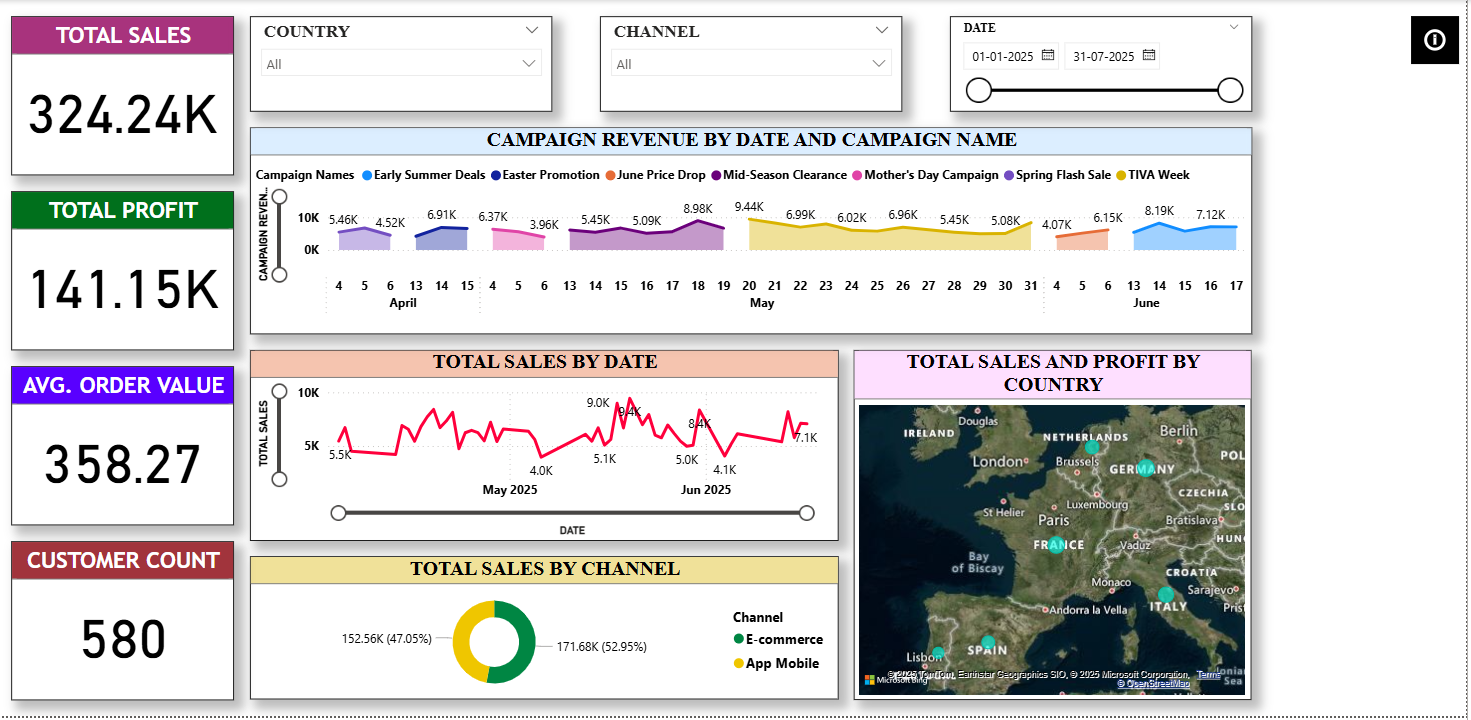 TOTAL SALES
324.24K
TOTAL PROFIT
141.15K
AVG. ORDER VALUE
358.27
CUSTOMER COUNT
580
COUNTRY
All
CHANNEL
All
DATE
01-01-2025 31-07-2025
CAMPAIGN REVENUE BY DATE AND CAMPAIGN NAME
Campaign Names Early Summer Deals Easter Promotion June Price Drop Mid-Season Clearance Mother's Day Campaign Spring Flash Sale TIVA Week
CAMPAIGN REVEN...
10K
0K
5.46K 4.52K 6.91K 6.37K 3.96K 5.45K 5.09K 8.98K 9.44K 6.99K 6.02K 6.96K 5.45K 5.08K 4.07K 6.15K 8.19K 7.12K
4 5 6 13 14 15 4 5 6 13 14 15 16 17 18 19 20 21 22 23 24 25 26 27 28 29 30 31 4 5 6 13 14 15 16 17
April May June
TOTAL SALES BY DATE
TOTAL SALES
10K
5K
5.5K 4.0K 9.0K 5.1K 9.4K 5.0K 8.4K 4.1K 7.1K
May 2025 Jun 2025
DATE
TOTAL SALES BY CHANNEL
152.56K (47.05%)
171.68K (52.95%)
Channel
E-commerce
App Mobile
TOTAL SALES AND PROFIT BY
COUNTRY
Douglas
IRELAND
NETHERLANDS
Berlin
London
Brussels
GERMANY
POL
Luxembourg
CZECHIA
St Helier
SLO
Paris
Bratislava
FRANCE
Vaduz
HUN
Bay
of Biscay
CROATIA
Monaco
Sarajevo
Andorra la Vella
ITALY
Prist
Lisbon
SPAIN
Ionian
Sea
Microsoft Bing
© 2025 TomTom, Earthstar Geographics SIO, © 2025 Microsoft Corporation, Terms
© OpenStreetMap